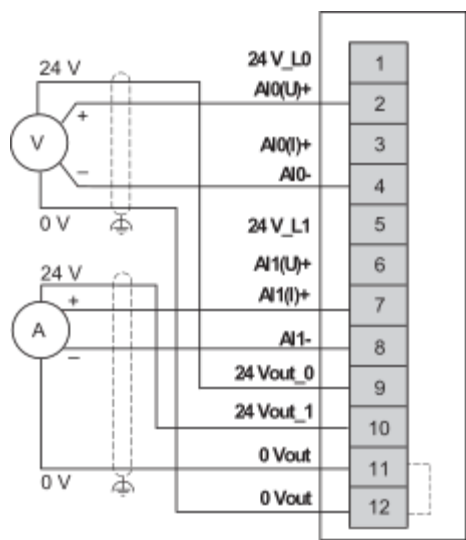 24 V
+
V
–
0 V
24 V
+
A
–
0 V
24 V_L0
AI0(U)+
AI0(I)+
AI0-
24 V_L1
AI1(U)+
AI1(I)+
AI1-
24 Vout_0
24 Vout_1
0 Vout
0 Vout
1
2
3
4
5
6
7
8
9
10
11
12